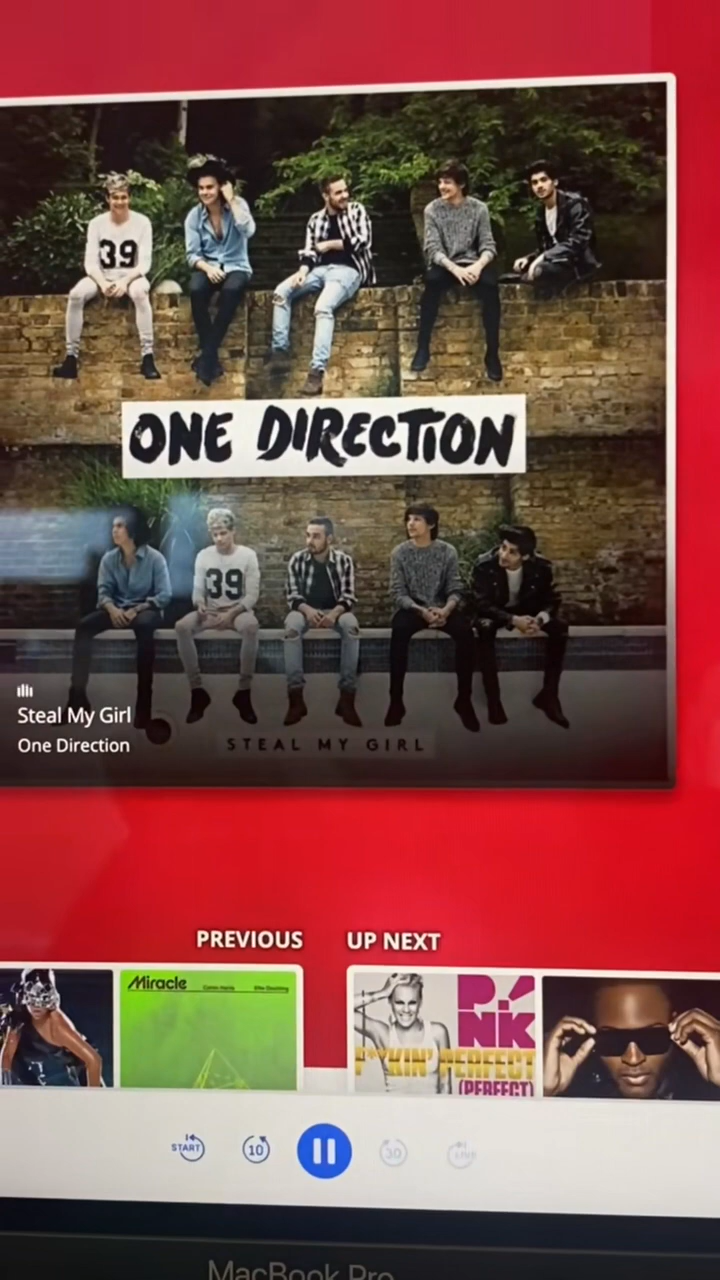 39
ONE DIRECTION
39
Steal My Girl
One Direction
STEAL MY GIRL
PREVIOUS
UP NEXT
Miracle
P!NK
F**KIN' PERFECT
(PERFECT)
START
10
30
LIVE
MacBook Pro